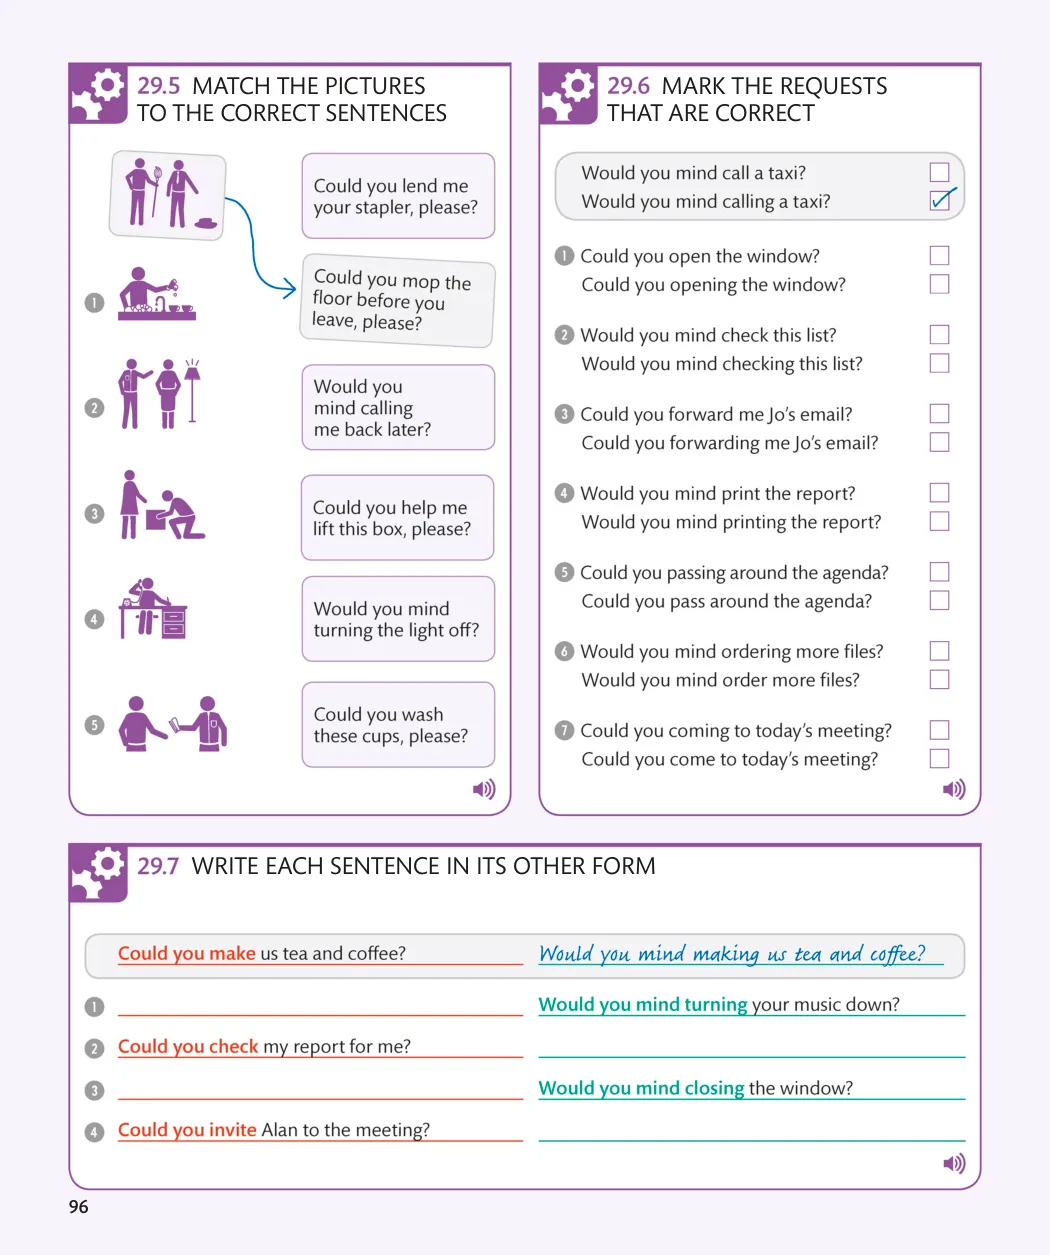 29.5 MATCH THE PICTURES
TO THE CORRECT SENTENCES
Could you lend me
your stapler, please?
Could you mop the
floor before you
leave, please?
1
2
Would you
mind calling
me back later?
3
Could you help me
lift this box, please?
4
Would you mind
turning the light off?
5
Could you wash
these cups, please?
29.6 MARK THE REQUESTS
THAT ARE CORRECT
Would you mind call a taxi?
Would you mind calling a taxi?
1 Could you open the window?
Could you opening the window?
2 Would you mind check this list?
Would you mind checking this list?
3 Could you forward me Jo’s email?
Could you forwarding me Jo’s email?
4 Would you mind print the report?
Would you mind printing the report?
5 Could you passing around the agenda?
Could you pass around the agenda?
6 Would you mind ordering more files?
Would you mind order more files?
7 Could you coming to today’s meeting?
Could you come to today’s meeting?
29.7 WRITE EACH SENTENCE IN ITS OTHER FORM
Could you make us tea and coffee? Would you mind making us tea and coffee?
1 Would you mind turning your music down?
2 Could you check my report for me?
3 Would you mind closing the window?
4 Could you invite Alan to the meeting?
96